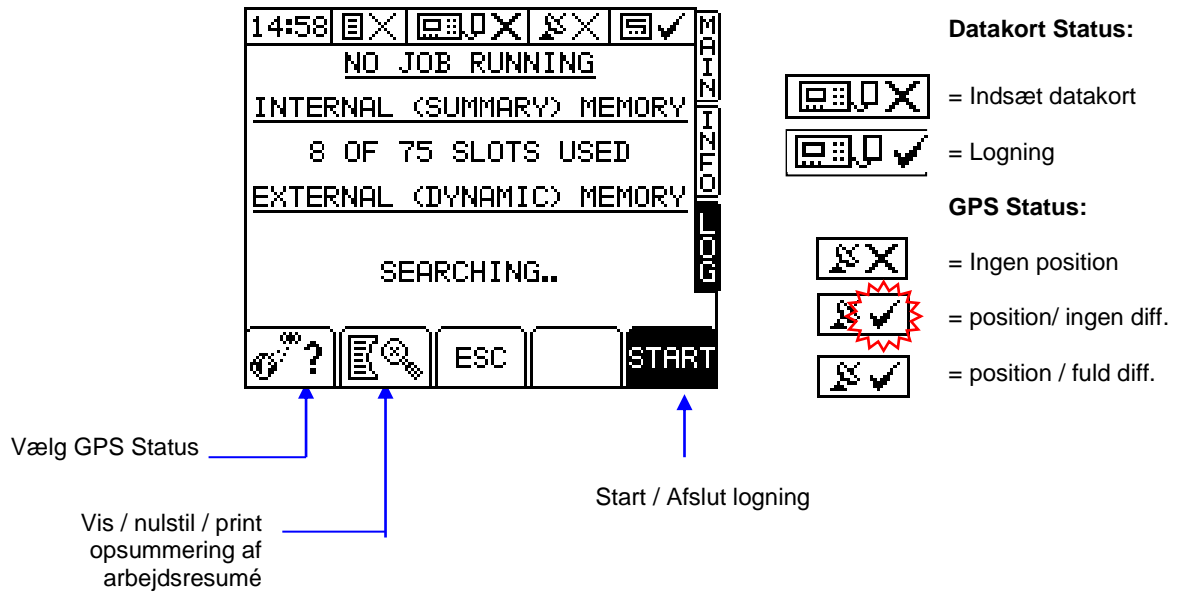 14:58
NO JOB RUNNING
INTERNAL (SUMMARY) MEMORY
8 OF 75 SLOTS USED
EXTERNAL (DYNAMIC) MEMORY
SEARCHING..
MAIN
INFO
LOG
?
ESC
START
Vælg GPS Status
Vis / nulstil / print
opsummering af
arbejdsresumé
Start / Afslut logning
Datakort Status:
= Indsæt datakort
= Logning
GPS Status:
= Ingen position
= position/ ingen diff.
= position / fuld diff.